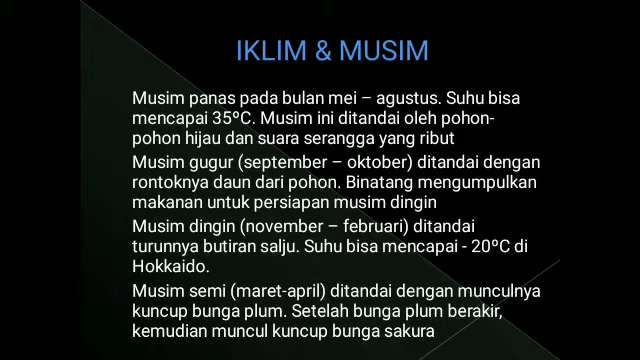 IKLIM & MUSIM
Musim panas pada bulan mei – agustus. Suhu bisa
mencapai 35ºC. Musim ini ditandai oleh pohon-
pohon hijau dan suara serangga yang ribut
Musim gugur (september – oktober) ditandai dengan
rontoknya daun dari pohon. Binatang mengumpulkan
makanan untuk persiapan musim dingin
Musim dingin (november – februari) ditandai
turunnya butiran salju. Suhu bisa mencapai - 20ºC di
Hokkaido.
Musim semi (maret-april) ditandai dengan munculnya
kuncup bunga plum. Setelah bunga plum berakir,
kemudian muncul kuncup bunga sakura